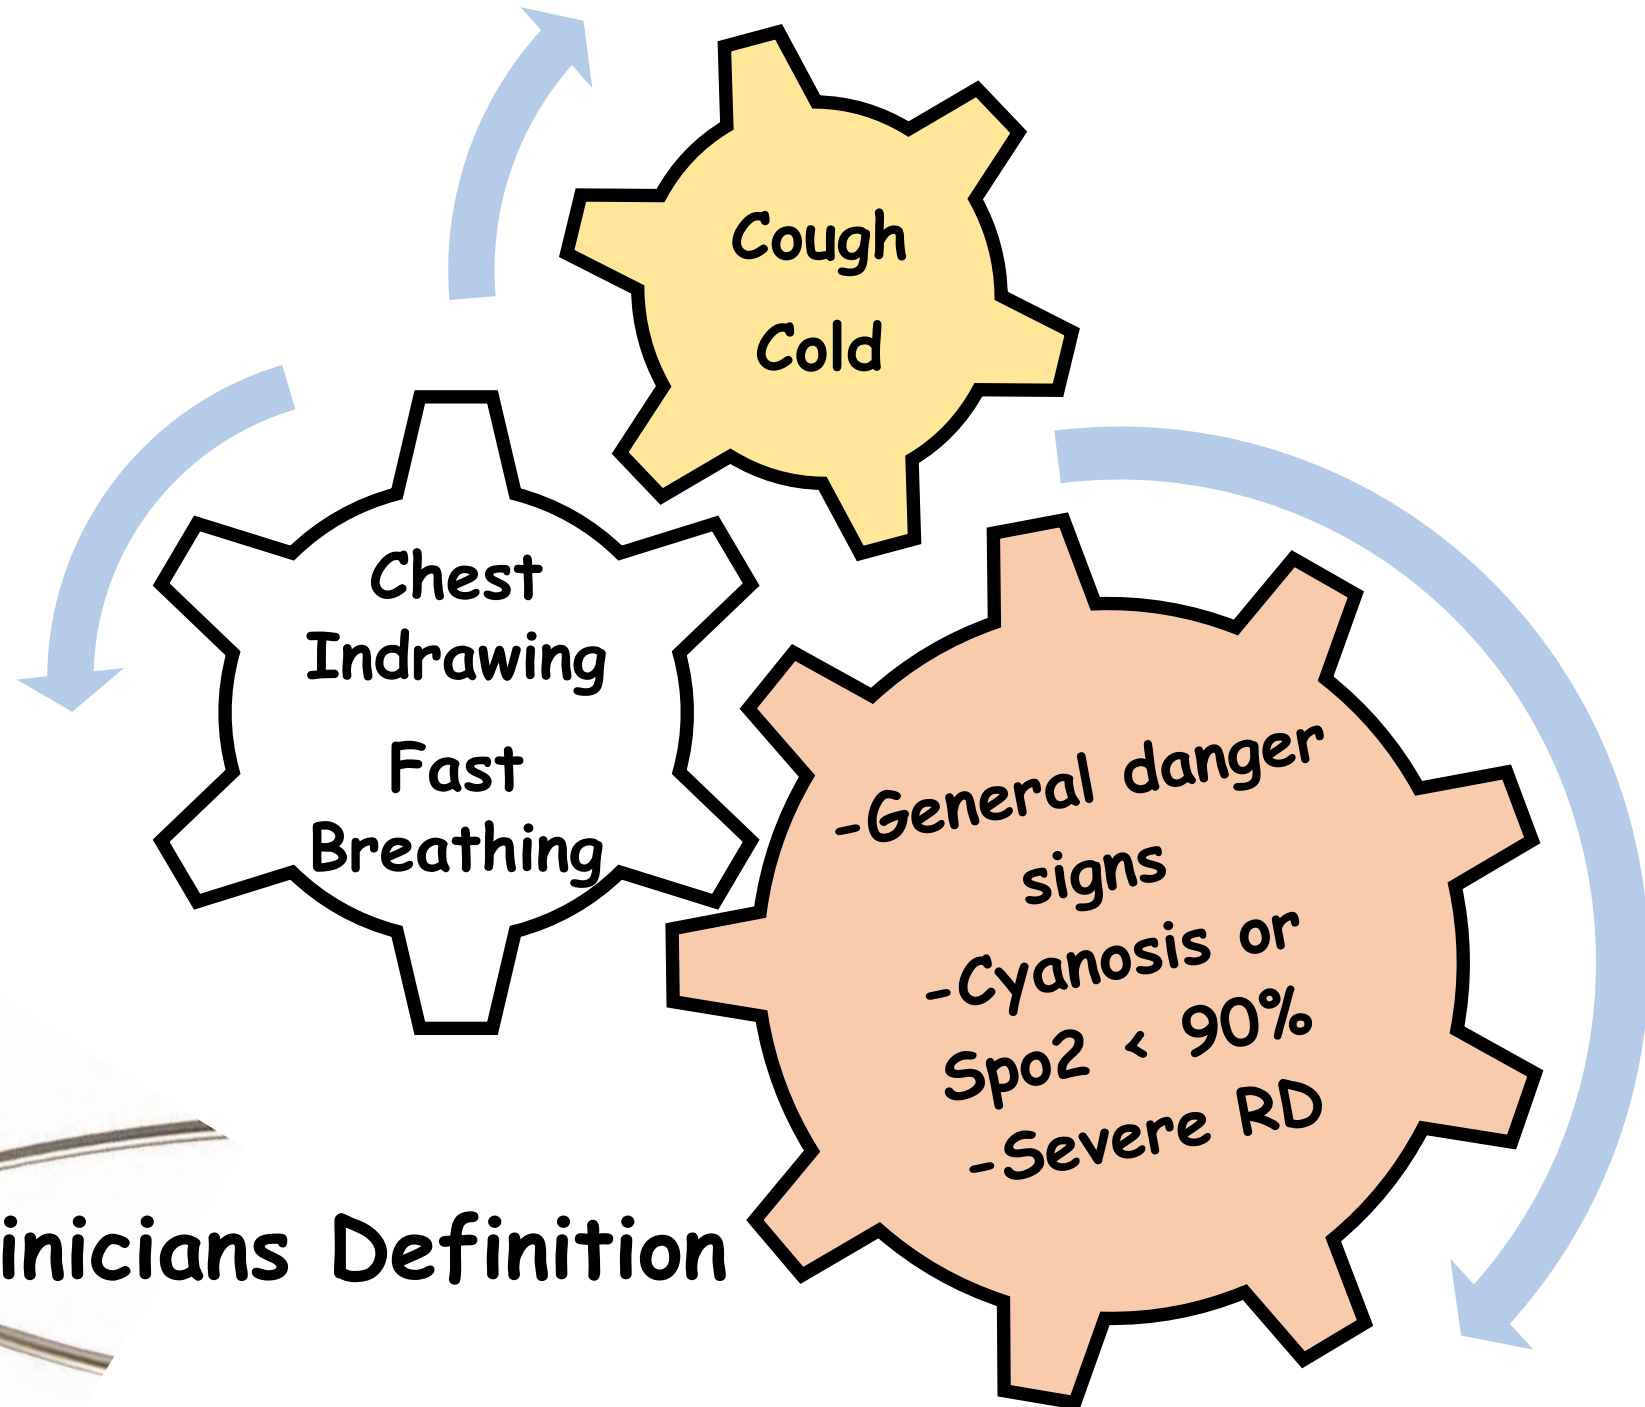 Cough
Cold
Chest
Indrawing
Fast
Breathing
-General danger
signs
-Cyanosis or
Spo2 < 90%
-Severe RD
inicians Definition